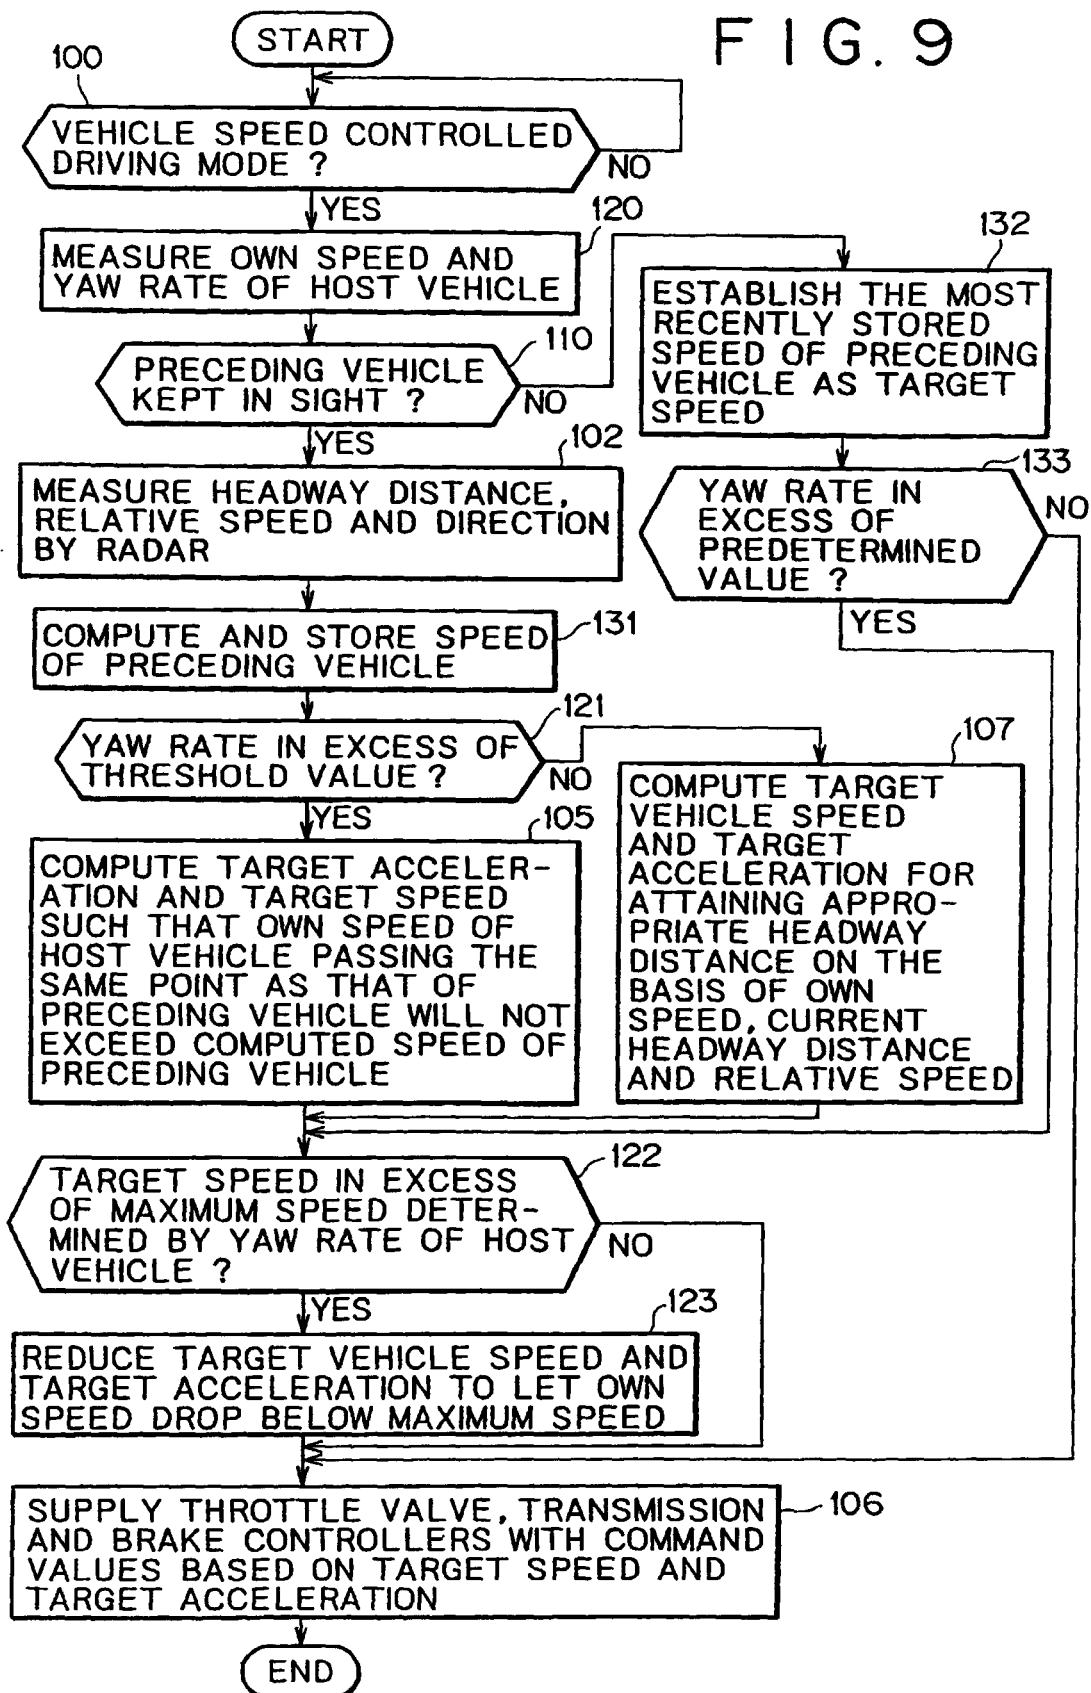 FIG. 9
START
100
VEHICLE SPEED CONTROLLED
DRIVING MODE ?
NO
YES
120
MEASURE OWN SPEED AND
YAW RATE OF HOST VEHICLE
132
ESTABLISH THE MOST
RECENTLY STORED
SPEED OF PRECEDING
VEHICLE AS TARGET
SPEED
110
PRECEDING VEHICLE
KEPT IN SIGHT ?
NO
YES
102
MEASURE HEADWAY DISTANCE,
RELATIVE SPEED AND DIRECTION
BY RADAR
133
YAW RATE IN
EXCESS OF
PREDETERMINED
VALUE ?
NO
YES
131
COMPUTE AND STORE SPEED
OF PRECEDING VEHICLE
121
YAW RATE IN EXCESS OF
THRESHOLD VALUE ?
NO
YES
107
COMPUTE TARGET
VEHICLE SPEED
AND TARGET
ACCELERATION FOR
ATTAINING APPRO-
PRIATE HEADWAY
DISTANCE ON THE
BASIS OF OWN
SPEED, CURRENT
HEADWAY DISTANCE
AND RELATIVE SPEED
105
COMPUTE TARGET ACCELER-
ATION AND TARGET SPEED
SUCH THAT OWN SPEED OF
HOST VEHICLE PASSING THE
SAME POINT AS THAT OF
PRECEDING VEHICLE WILL NOT
EXCEED COMPUTED SPEED OF
PRECEDING VEHICLE
122
TARGET SPEED IN EXCESS
OF MAXIMUM SPEED DETER-
MINED BY YAW RATE OF HOST
VEHICLE ?
NO
YES
123
REDUCE TARGET VEHICLE SPEED AND
TARGET ACCELERATION TO LET OWN
SPEED DROP BELOW MAXIMUM SPEED
106
SUPPLY THROTTLE VALVE, TRANSMISSION
AND BRAKE CONTROLLERS WITH COMMAND
VALUES BASED ON TARGET SPEED AND
TARGET ACCELERATION
END